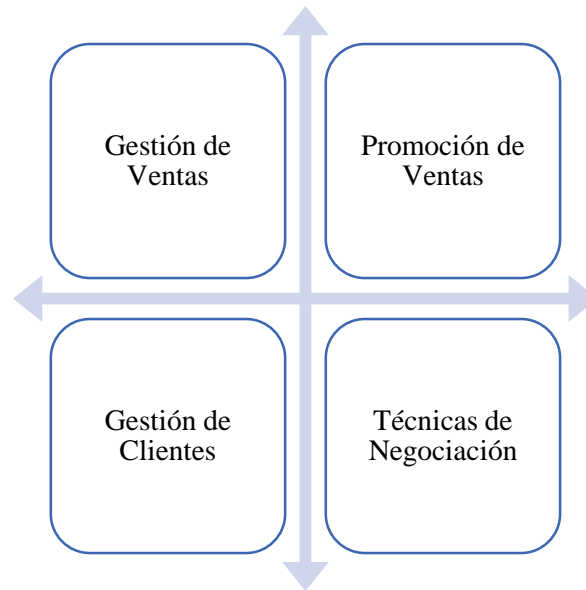 Gestión de
Ventas
Promoción de
Ventas
Gestión de
Clientes
Técnicas de
Negociación